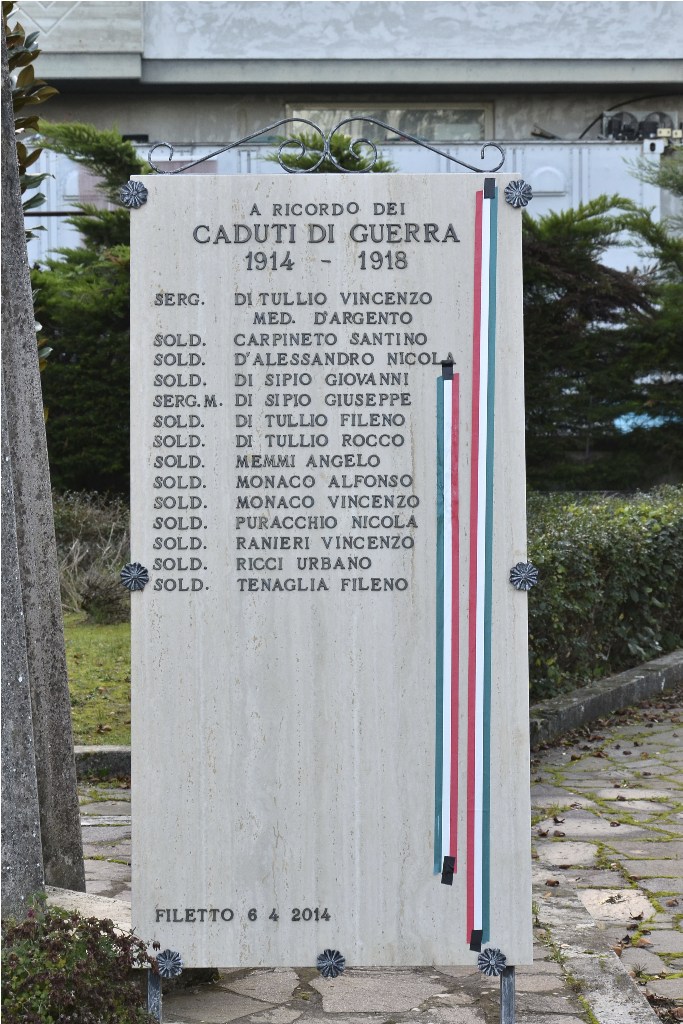 A RICORDO DEI
CADUTI DI GUERRA
1914 - 1918
SERG. DI TULLIO VINCENZO
MED. D'ARGENTO
SOLD. CARPINETO SANTINO
SOLD. D'ALESSANDRO NICOLA
SOLD. DI SIPIO GIOVANNI
SERG.M. DI SIPIO GIUSEPPE
SOLD. DI TULLIO FILENO
SOLD. DI TULLIO ROCCO
SOLD. MEMMI ANGELO
SOLD. MONACO ALFONSO
SOLD. MONACO VINCENZO
SOLD. PURACCHIO NICOLA
SOLD. RANIERI VINCENZO
SOLD. RICCI URBANO
SOLD. TENAGLIA FILENO
FILETTO 6 4 2014